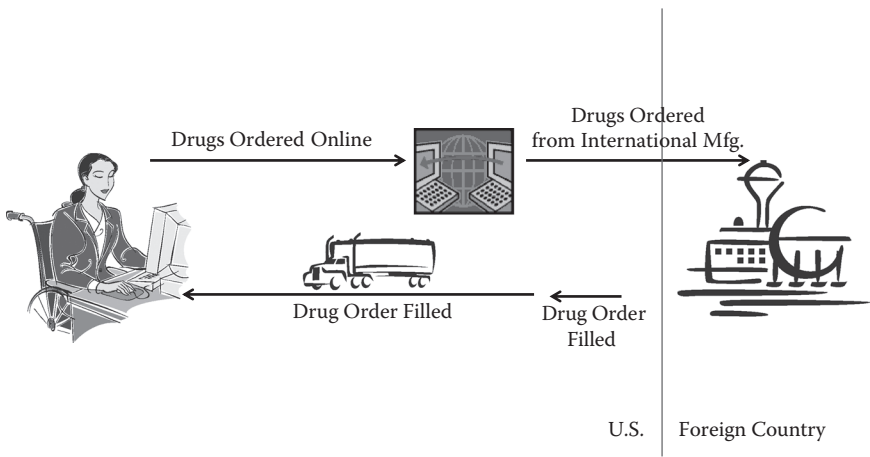 Drugs Ordered Online
Drugs Ordered
from International Mfg.
Drug Order Filled
Drug Order
Filled
U.S.
Foreign Country